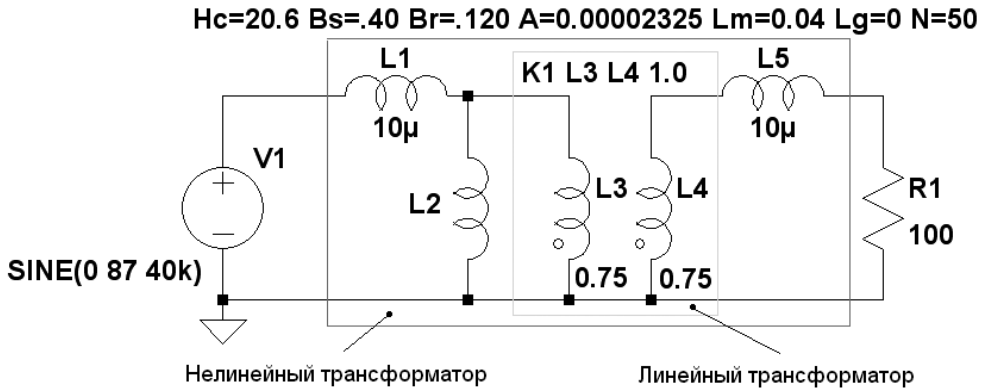 Hc=20.6 Bs=.40 Br=.120 A=0.00002325 Lm=0.04 Lg=0 N=50
L1
K1 L3 L4 1.0
L5
10µ
10µ
V1
L2
L3
L4
R1
100
SINE(0 87 40k)
0.75
0.75
Нелинейный трансформатор
Линейный трансформатор